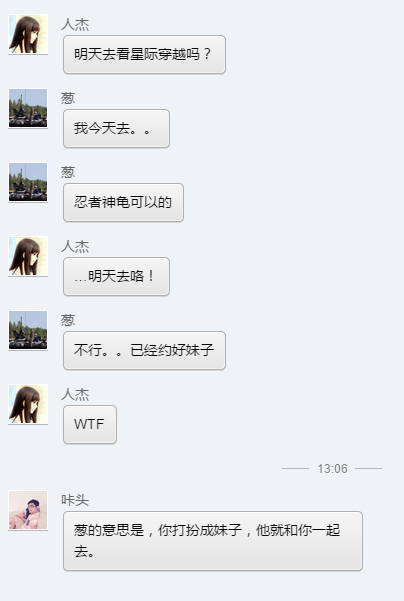 人杰
明天去看星际穿越吗？
葱
我今天去。。
葱
忍者神龟可以的
人杰
…明天去咯！
葱
不行。。已经约好妹子
人杰
WTF
13:06
咔头
葱的意思是，你打扮成妹子，他就和你一起
去。